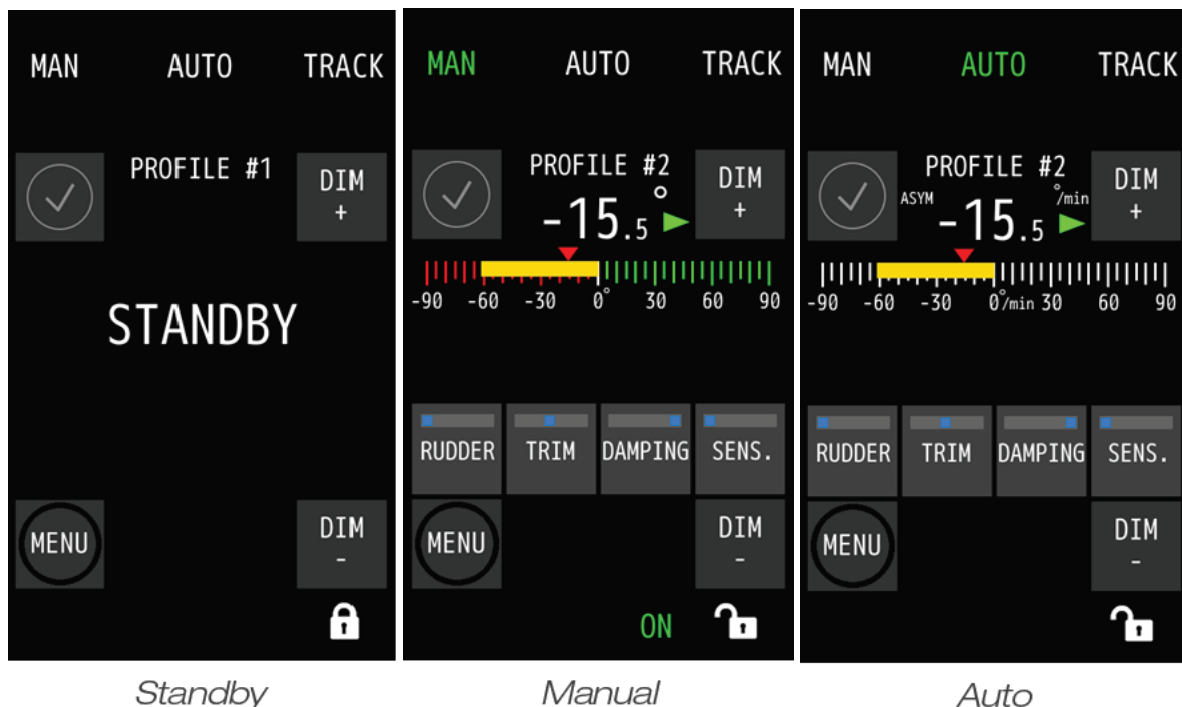 MAN AUTO TRACK
PROFILE #1
DIM
+
STANDBY
MENU
DIM
-
Standby
MAN AUTO TRACK
PROFILE #2
-15.5°
DIM
+
-90 -60 -30 0° 30 60 90
RUDDER TRIM DAMPING SENS.
MENU
DIM
-
ON
Manual
MAN AUTO TRACK
PROFILE #2
ASYM -15.5 °/min
DIM
+
-90 -60 -30 0°/min 30 60 90
RUDDER TRIM DAMPING SENS.
MENU
DIM
-
Auto